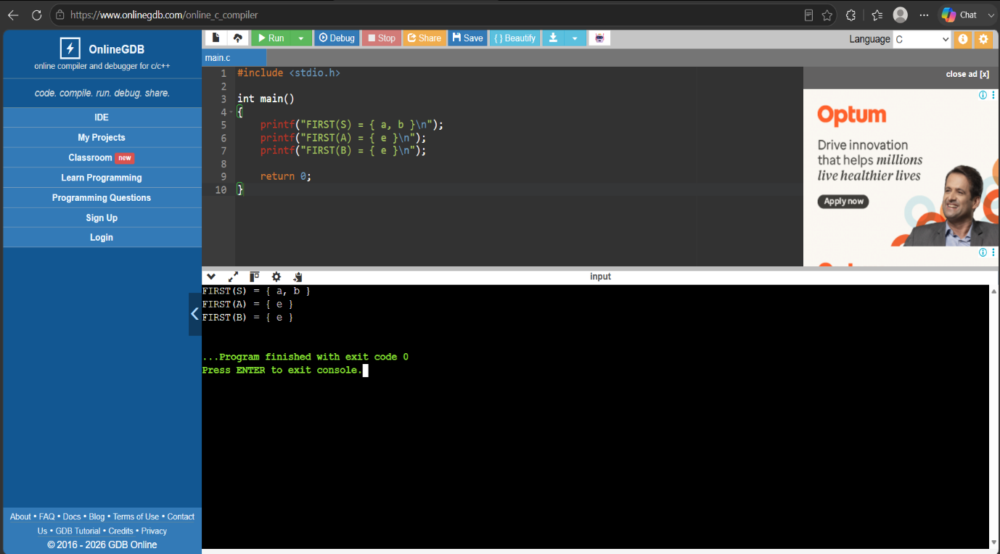 https://www.onlinegdb.com/online_c_compiler
Chat
OnlineGDB
online compiler and debugger for c/c++
code. compile. run. debug. share.
IDE
My Projects
Classroom new
Learn Programming
Programming Questions
Sign Up
Login
About • FAQ • Docs • Blog • Terms of Use • Contact
Us • GDB Tutorial • Credits • Privacy
© 2016 - 2026 GDB Online
Run Debug Stop Share Save { } Beautify
Language C
main.c
1 #include <stdio.h>
2
3 int main()
4 {
5     printf("FIRST(S) = { a, b }\n");
6     printf("FIRST(A) = { e }\n");
7     printf("FIRST(B) = { e }\n");
8
9     return 0;
10 }
close ad [x]
Optum
Drive innovation
that helps millions
live healthier lives
Apply now
input
FIRST(S) = { a, b }
FIRST(A) = { e }
FIRST(B) = { e }
...Program finished with exit code 0
Press ENTER to exit console.